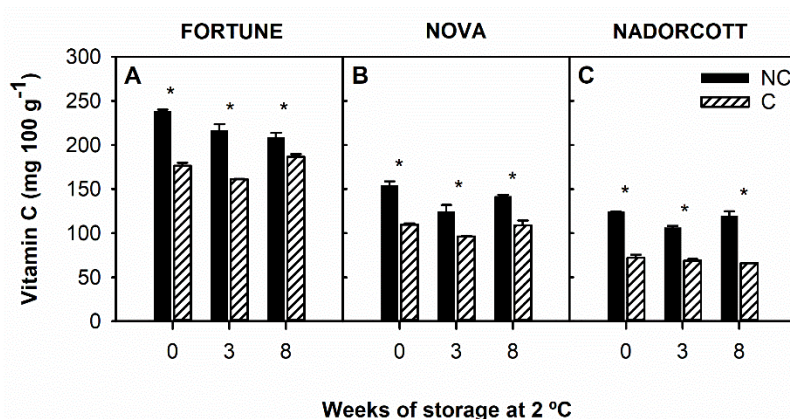 FORTUNE NOVA NADORCOTT
Vitamin C (mg 100 g⁻¹)
300
250
200
150
100
50
0
A
* * *
B
* * *
C
* * *
NC
C
0 3 8 0 3 8 0 3 8
Weeks of storage at 2 ºC